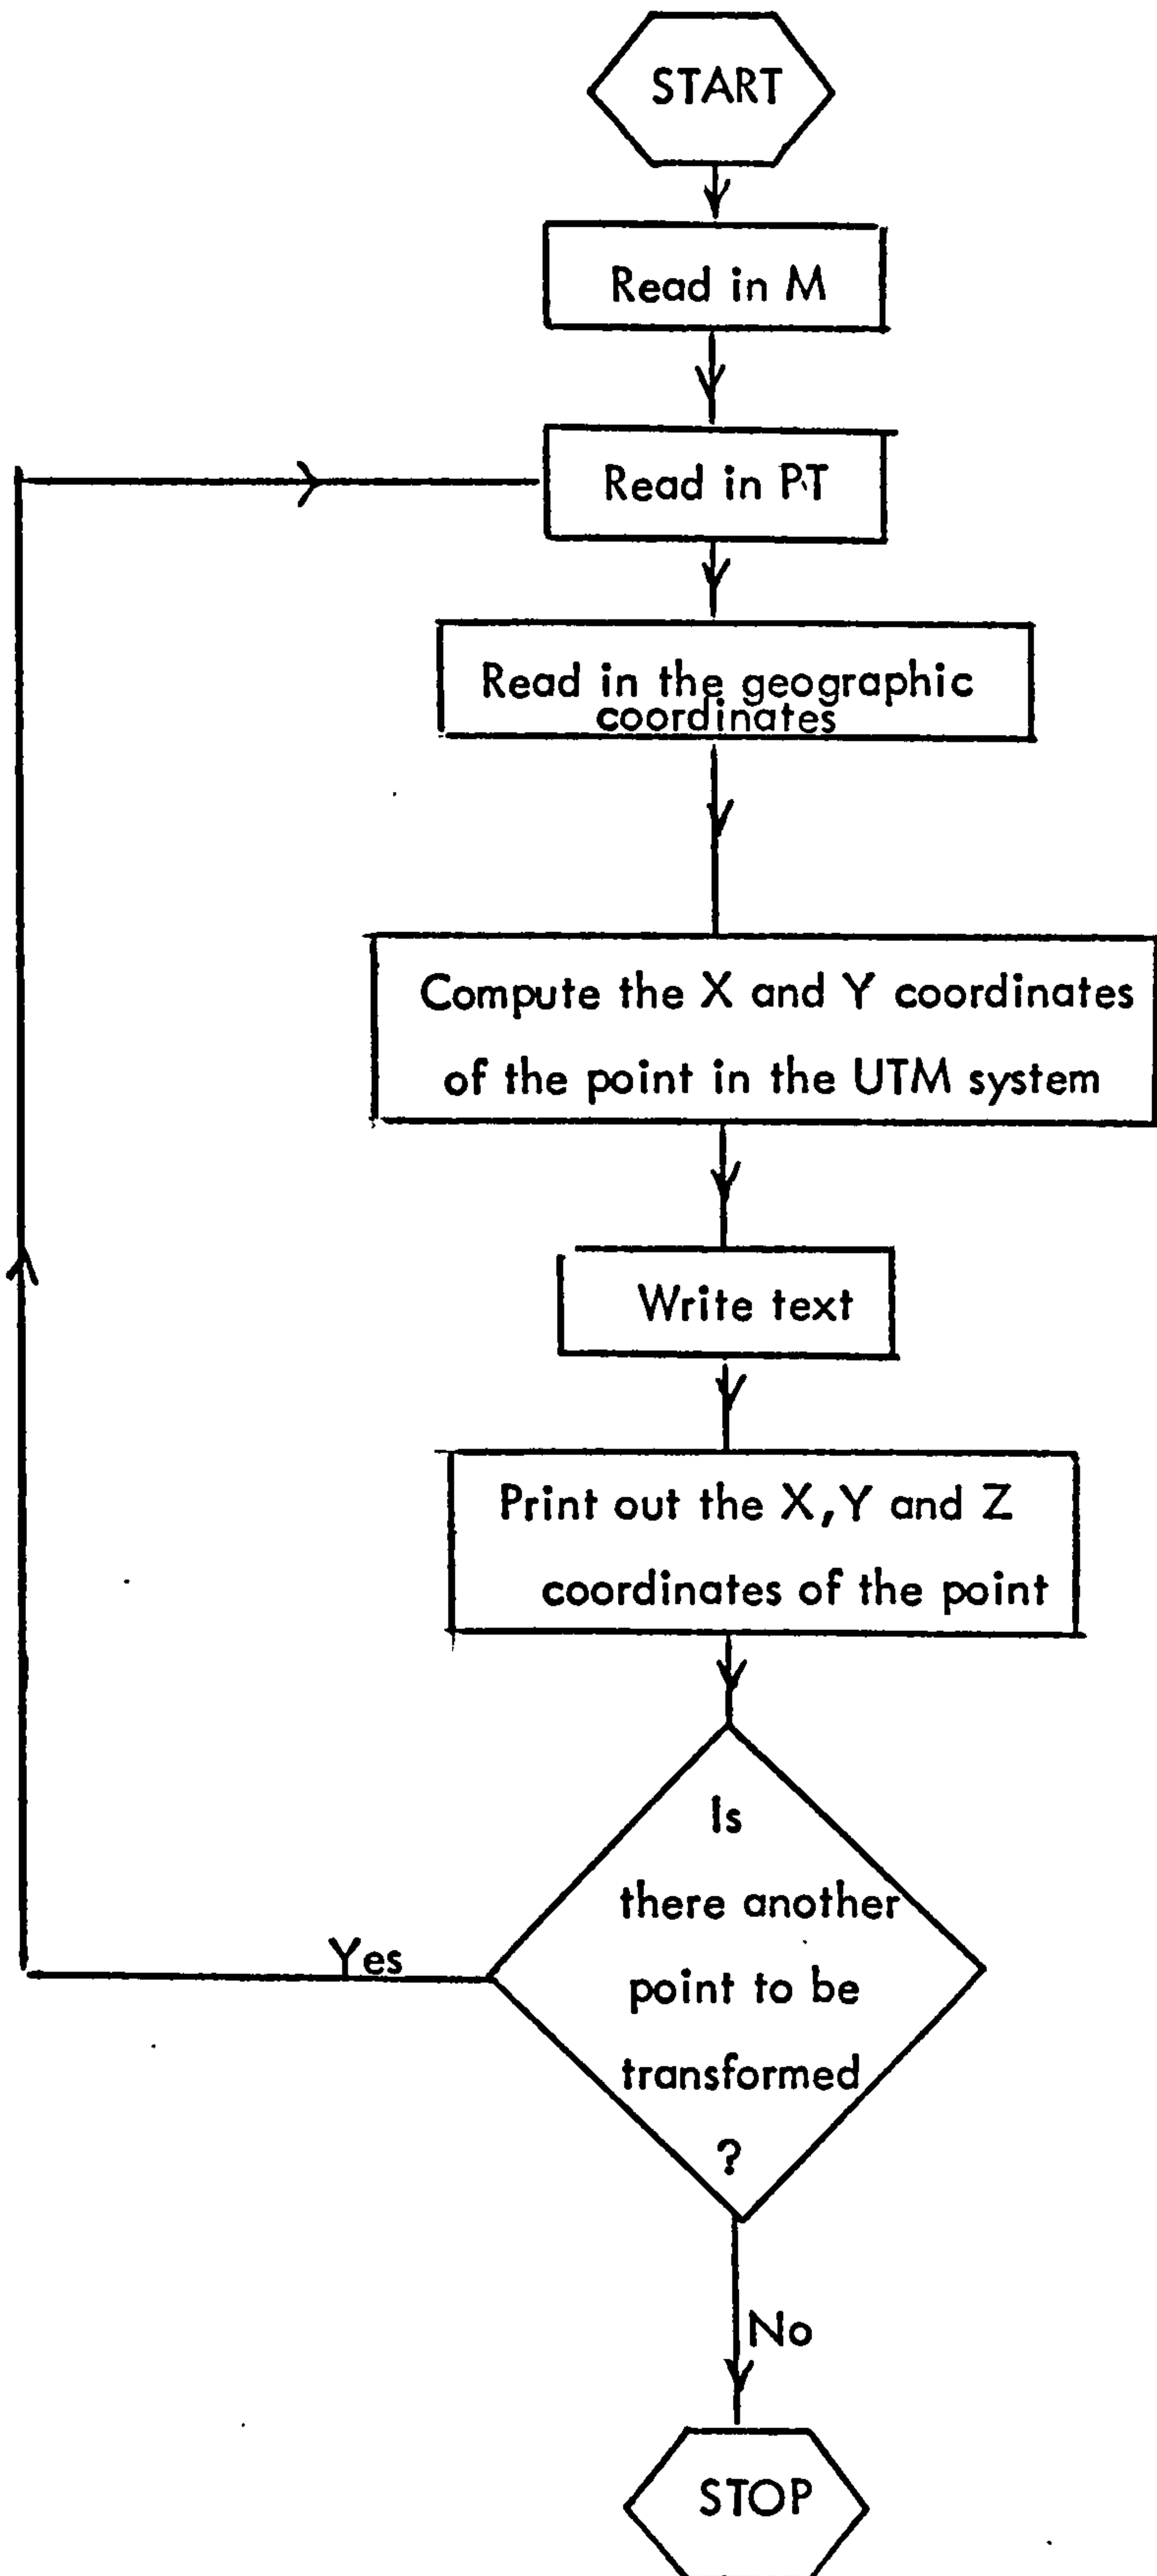 START
Read in M
Read in PT
Read in the geographic
coordinates
Compute the X and Y coordinates
of the point in the UTM system
Write text
Print out the X,Y and Z
coordinates of the point
Is
there another
point to be
transformed
?
Yes
No
STOP